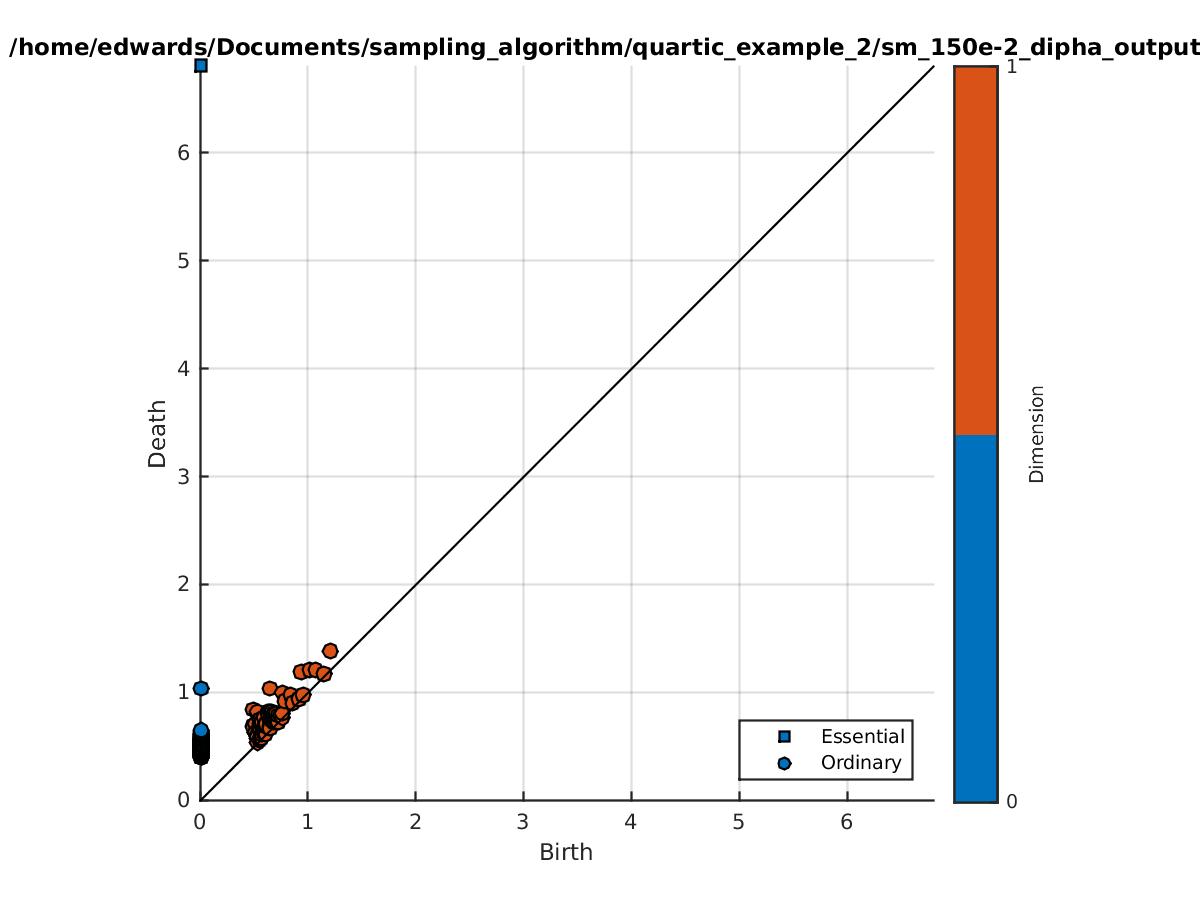 /home/edwards/Documents/sampling_algorithm/quartic_example_2/sm_150e-2_dipha_output
1
6
5
4
3
2
1
0
Death
Dimension
Essential
Ordinary
0
0 1 2 3 4 5 6
Birth